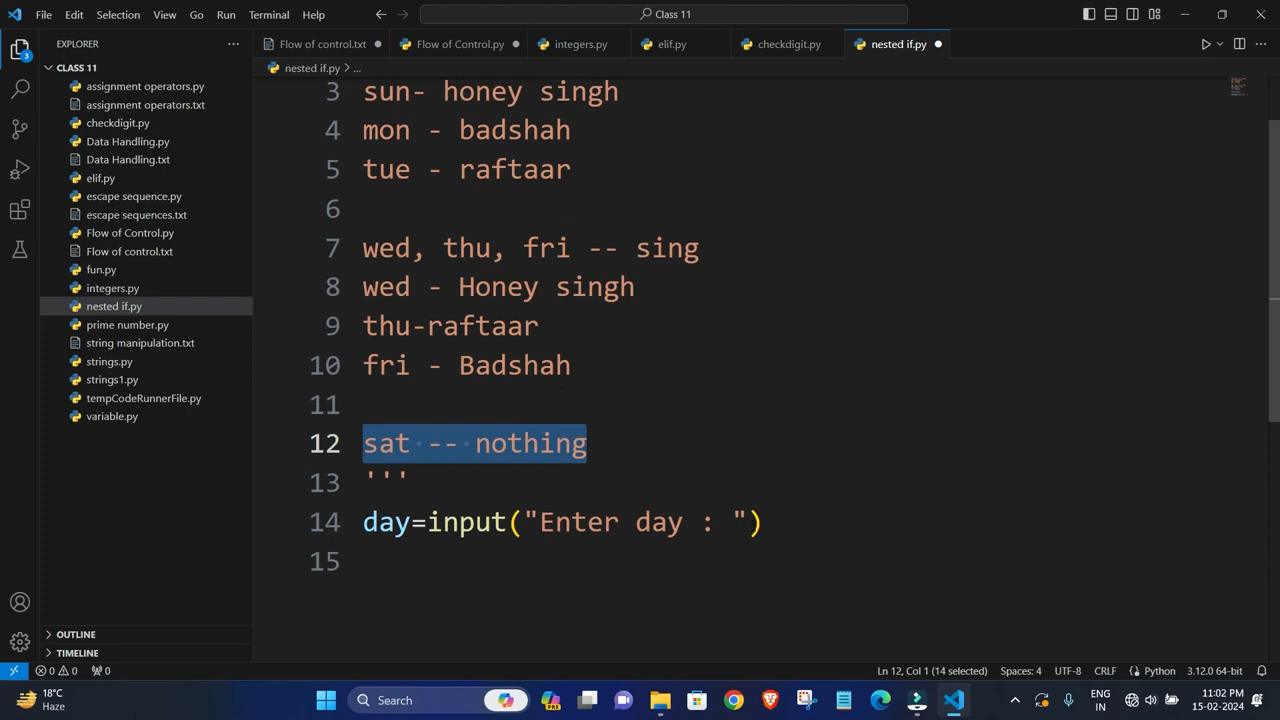 File Edit Selection View Go Run Terminal Help
Class 11
EXPLORER
Flow of control.txt
Flow of Control.py
integers.py
elif.py
checkdigit.py
nested if.py
3
CLASS 11
nested if.py > ...
assignment operators.py
assignment operators.txt
checkdigit.py
Data Handling.py
Data Handling.txt
elif.py
escape sequence.py
escape sequences.txt
Flow of Control.py
Flow of control.txt
fun.py
integers.py
nested if.py
prime number.py
string manipulation.txt
strings.py
strings1.py
tempCodeRunnerFile.py
variable.py
OUTLINE
TIMELINE
3 sun- honey singh
4 mon - badshah
5 tue - raftaar
6
7 wed, thu, fri -- sing
8 wed - Honey singh
9 thu-raftaar
10 fri - Badshah
11
12 sat -- nothing
13 '''
14 day=input("Enter day : ")
15
0 0 0 Ln 12, Col 1 (14 selected) Spaces: 4 UTF-8 CRLF Python 3.12.0 64-bit
18°C
Haze
Search
PRE
ENG
IN
11:02 PM
15-02-2024